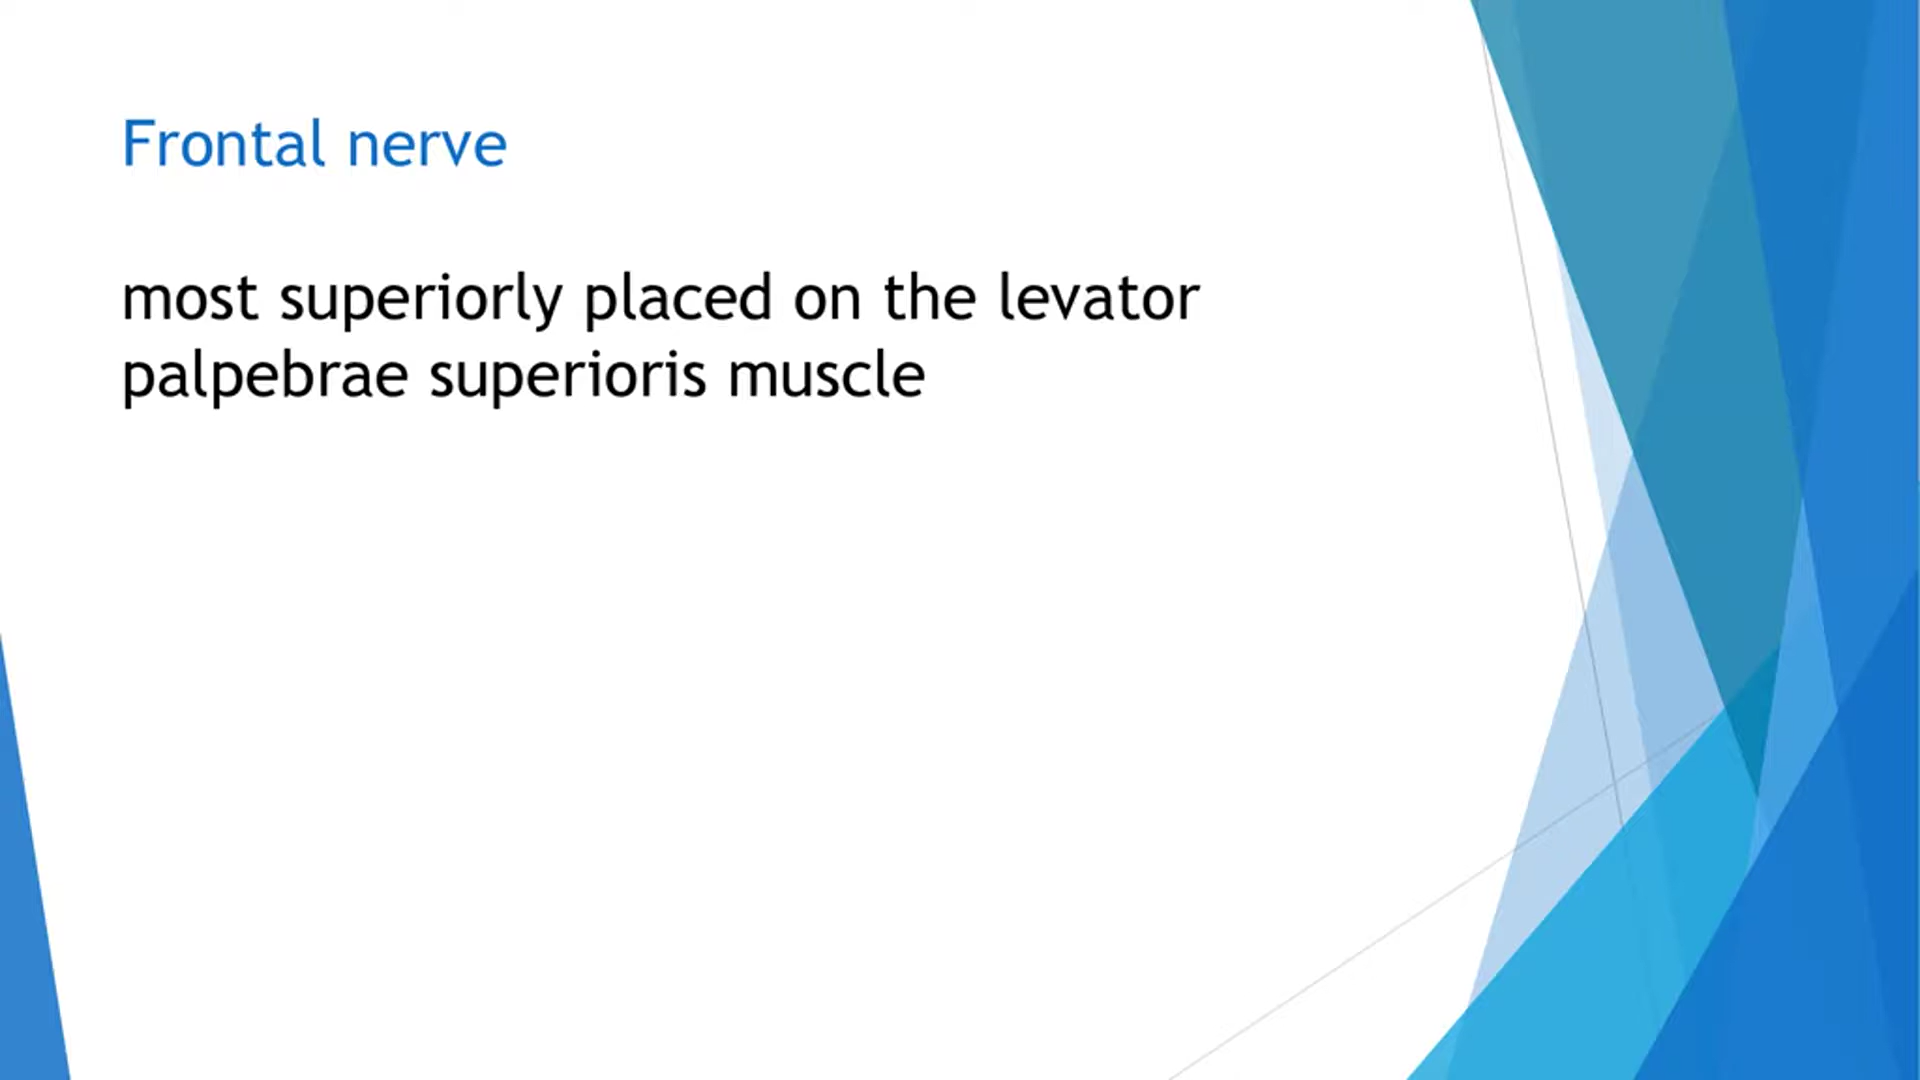 Frontal nerve
most superiorly placed on the levator
palpebrae superioris muscle